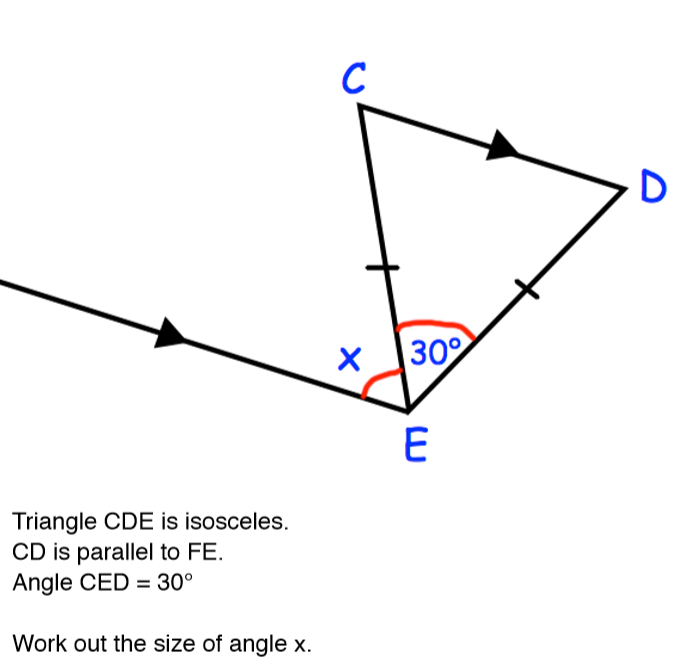 C
D
x
30°
E
Triangle CDE is isosceles.
CD is parallel to FE.
Angle CED = 30°
Work out the size of angle x.